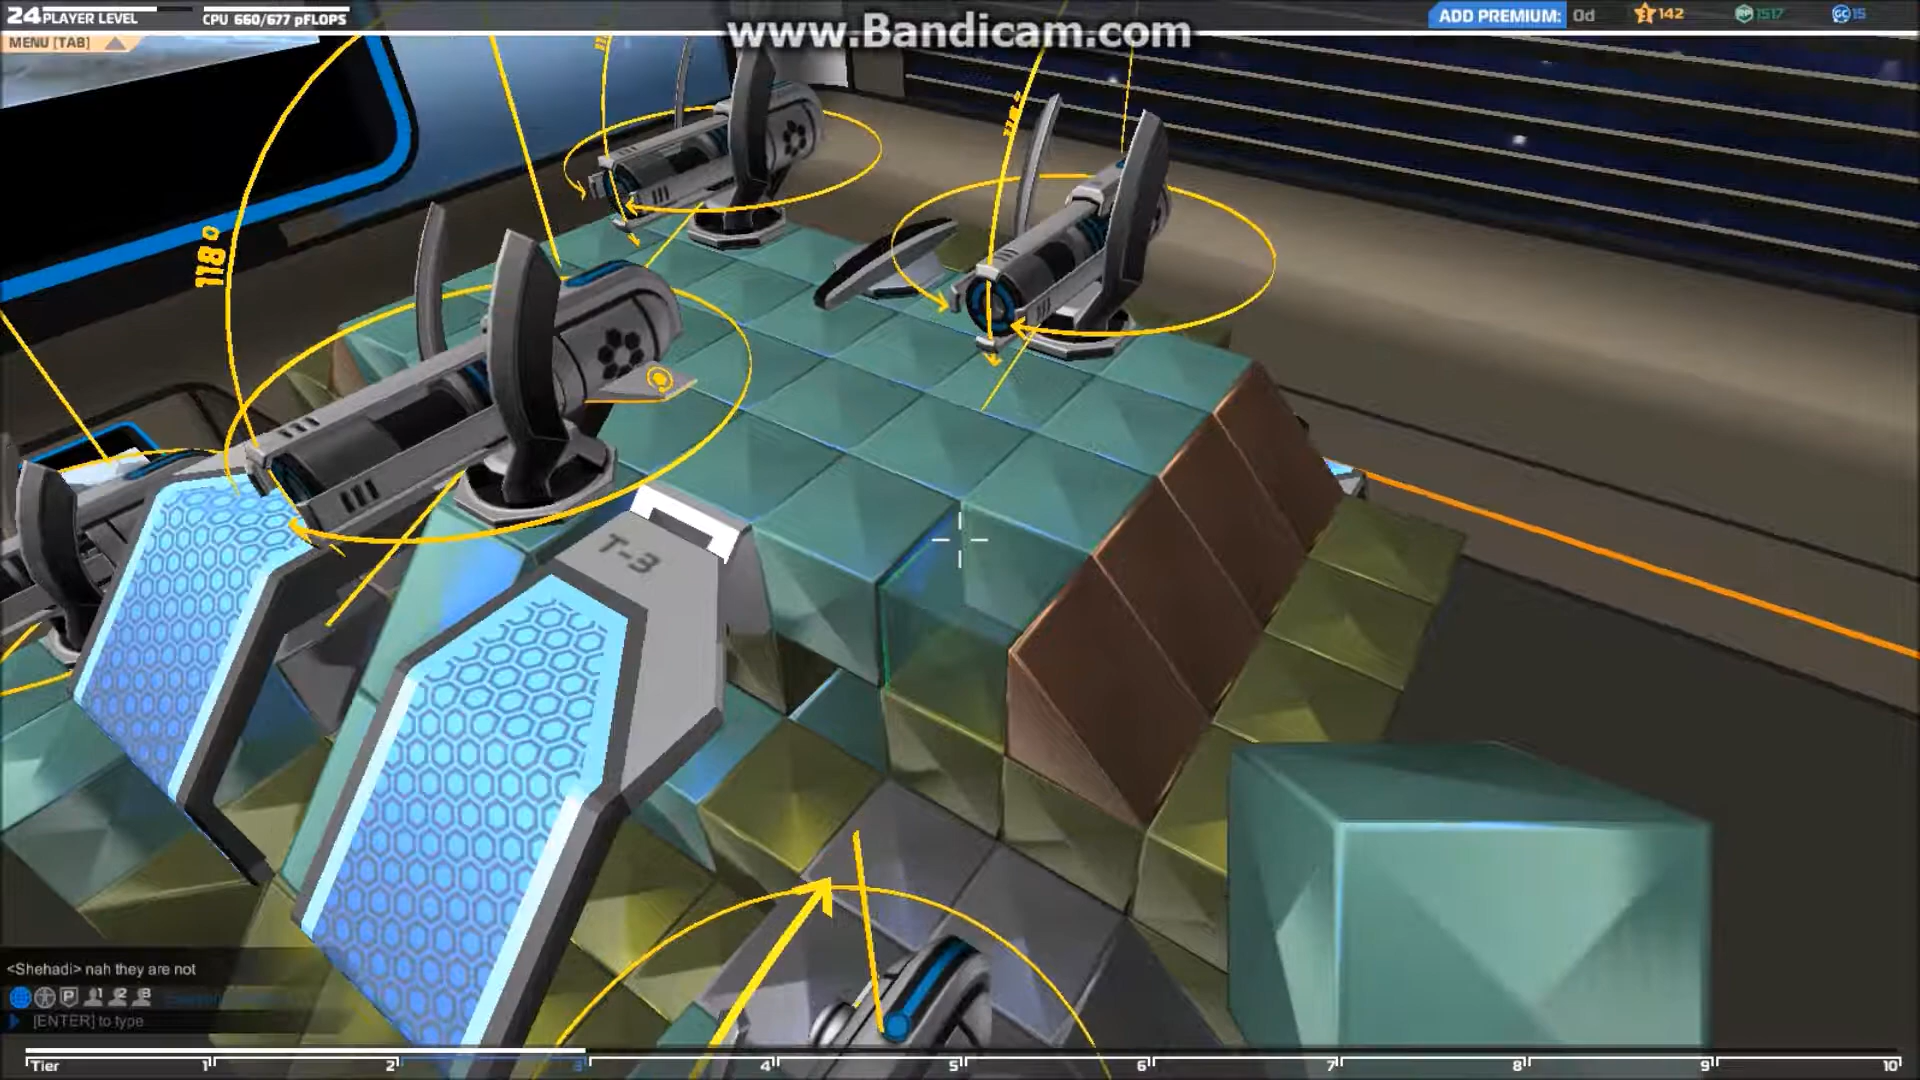 24 PLAYER LEVEL
CPU 660/677 pFLOPS
www.Bandicam.com
ADD PREMIUM: 0d
142
1517
GC 15
MENU [TAB]
118°
T-3
<Shehadi> nah they are not
[ENTER] to type
Tier 1 2 3 4 5 6 7 8 9 10